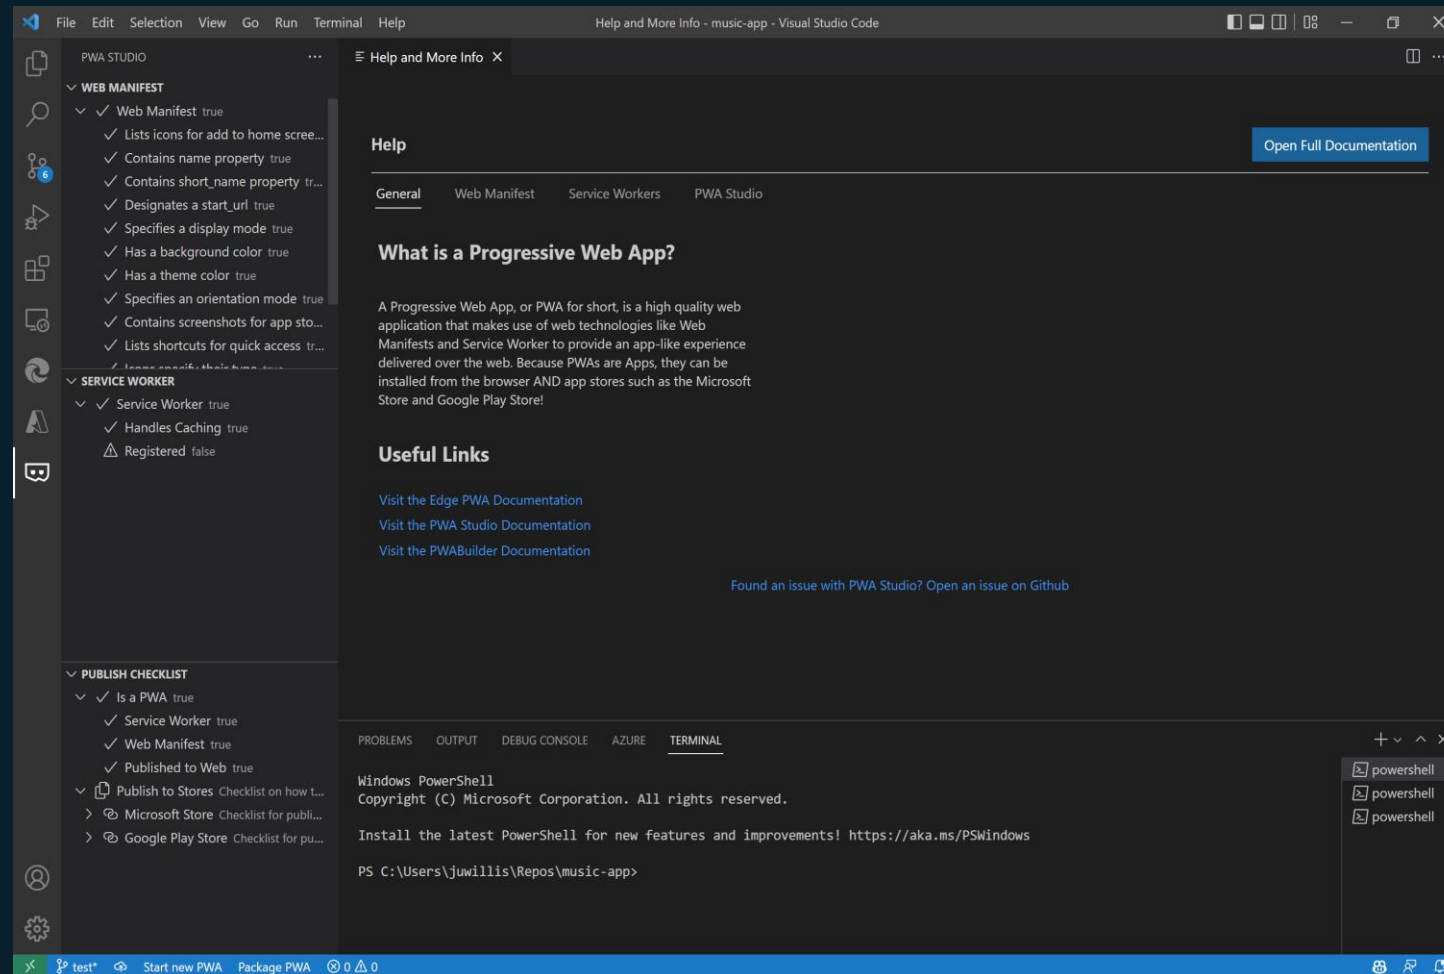 File Edit Selection View Go Run Terminal Help
Help and More Info - music-app - Visual Studio Code
PWA STUDIO
WEB MANIFEST
Web Manifest true
Lists icons for add to home scree...
Contains name property true
Contains short_name property tr...
Designates a start_url true
Specifies a display mode true
Has a background color true
Has a theme color true
Specifies an orientation mode true
Contains screenshots for app sto...
Lists shortcuts for quick access tr...
Icons specify their type true
SERVICE WORKER
Service Worker true
Handles Caching true
Registered false
PUBLISH CHECKLIST
Is a PWA true
Service Worker true
Web Manifest true
Published to Web true
Publish to Stores Checklist on how t...
Microsoft Store Checklist for publi...
Google Play Store Checklist for pu...
6
Help and More Info
Help
Open Full Documentation
General Web Manifest Service Workers PWA Studio
What is a Progressive Web App?
A Progressive Web App, or PWA for short, is a high quality web
application that makes use of web technologies like Web
Manifests and Service Worker to provide an app-like experience
delivered over the web. Because PWAs are Apps, they can be
installed from the browser AND app stores such as the Microsoft
Store and Google Play Store!
Useful Links
Visit the Edge PWA Documentation
Visit the PWA Studio Documentation
Visit the PWABuilder Documentation
Found an issue with PWA Studio? Open an issue on Github
PROBLEMS OUTPUT DEBUG CONSOLE AZURE TERMINAL
Windows PowerShell
Copyright (C) Microsoft Corporation. All rights reserved.
Install the latest PowerShell for new features and improvements! https://aka.ms/PSWindows
PS C:\Users\juwillis\Repos\music-app>
powershell
powershell
powershell
test* Start new PWA Package PWA 0 0